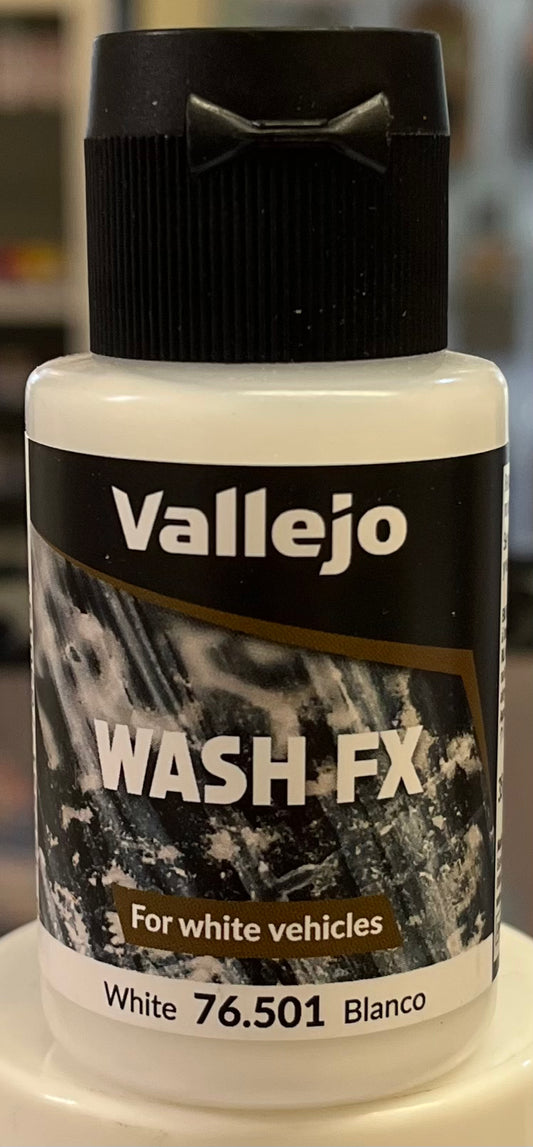 Vallejo
WASH FX
For white vehicles
White 76.501 Blanco